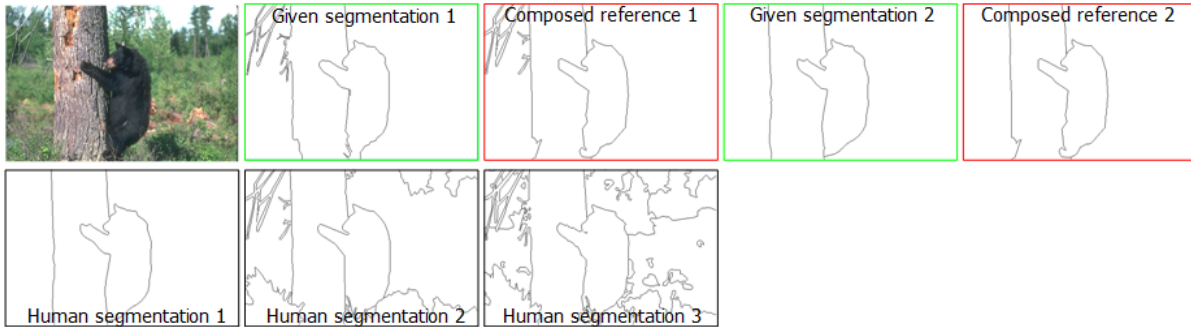 Given segmentation 1
Composed reference 1
Given segmentation 2
Composed reference 2
Human segmentation 1
Human segmentation 2
Human segmentation 3